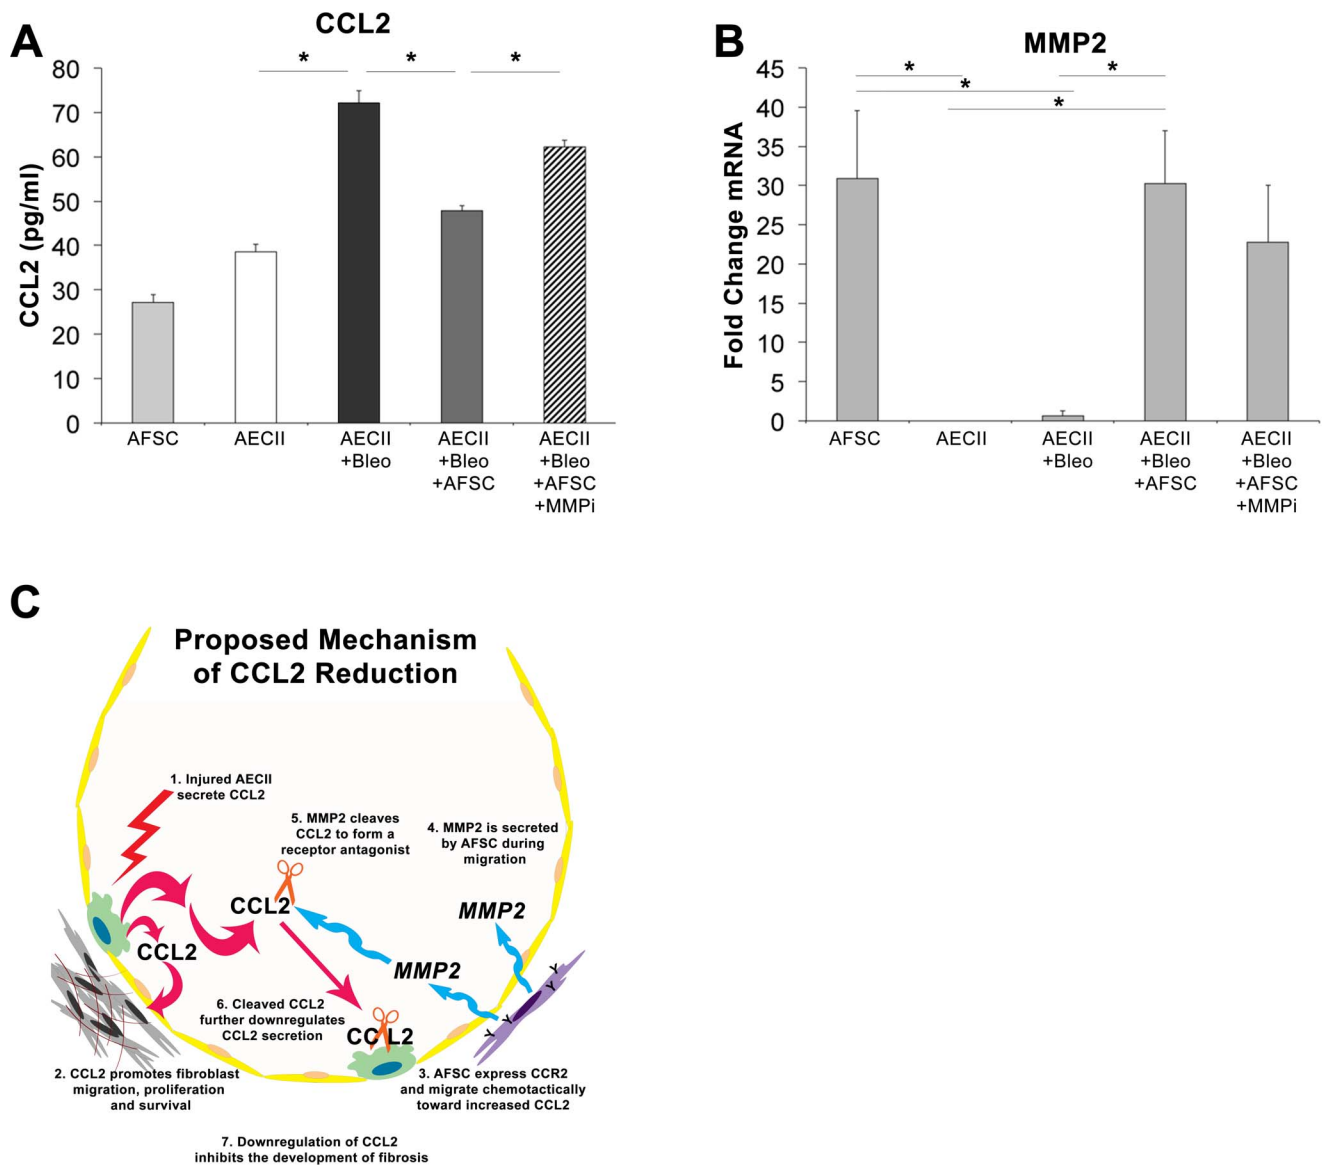 A
CCL2
* * *
CCL2 (pg/ml)
80
70
60
50
40
30
20
10
0
AFSC
AECII
AECII
+Bleo
AECII
+Bleo
+AFSC
AECII
+Bleo
+AFSC
+MMPi
B
MMP2
* *
*
*
Fold Change mRNA
45
40
35
30
25
20
15
10
5
0
AFSC
AECII
AECII
+Bleo
AECII
+Bleo
+AFSC
AECII
+Bleo
+AFSC
+MMPi
C
Proposed Mechanism
of CCL2 Reduction
1. Injured AECII
secrete CCL2
5. MMP2 cleaves
CCL2 to form a
receptor antagonist
4. MMP2 is secreted
by AFSC during
migration
CCL2
MMP2
CCL2
MMP2
6. Cleaved CCL2
further downregulates
CCL2 secretion
CC L2
Y
Y
Y
Y
2. CCL2 promotes fibroblast
migration, proliferation
and survival
3. AFSC express CCR2
and migrate chemotactically
toward increased CCL2
7. Downregulation of CCL2
inhibits the development of fibrosis